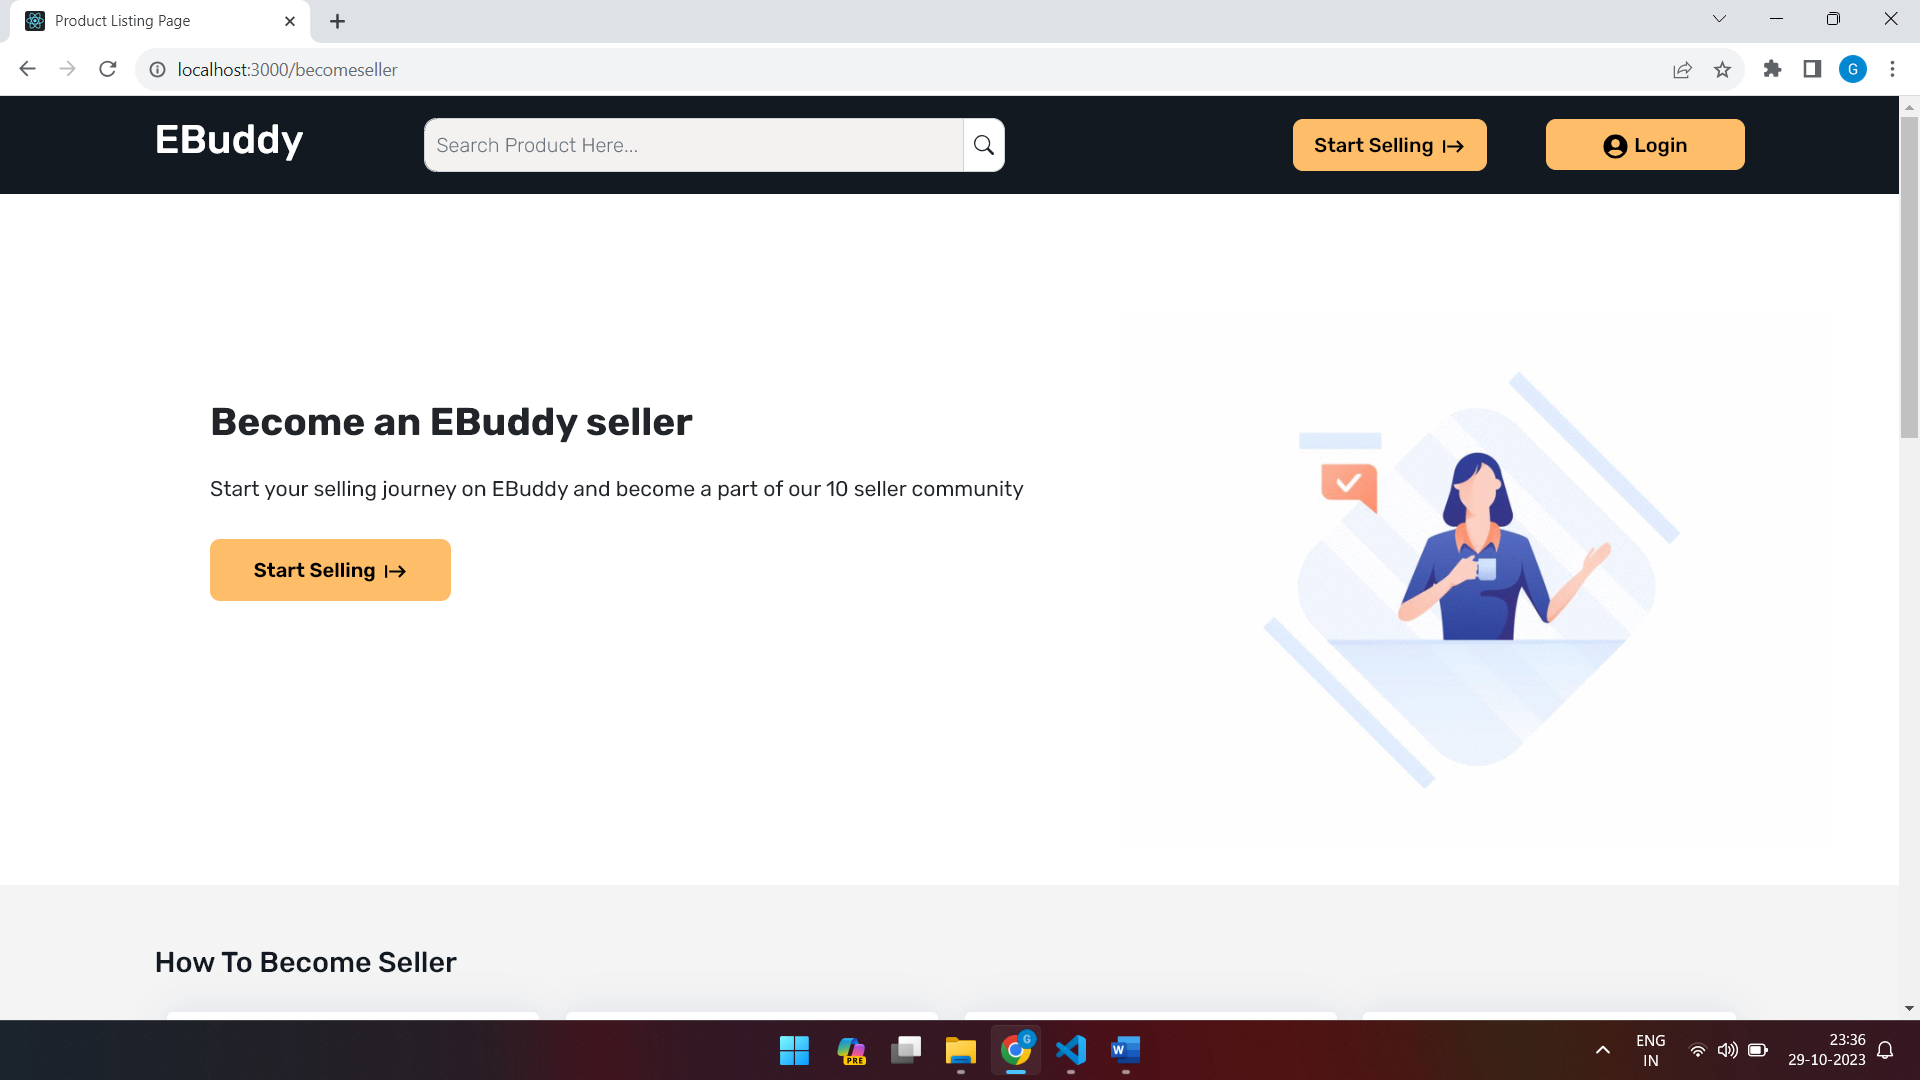 Product Listing Page
localhost:3000/becomeseller
G
EBuddy
Search Product Here...
Start Selling
Login
Become an EBuddy seller
Start your selling journey on EBuddy and become a part of our 10 seller community
Start Selling
How To Become Seller
PRE
G
W
ENG
IN
23:36
29-10-2023